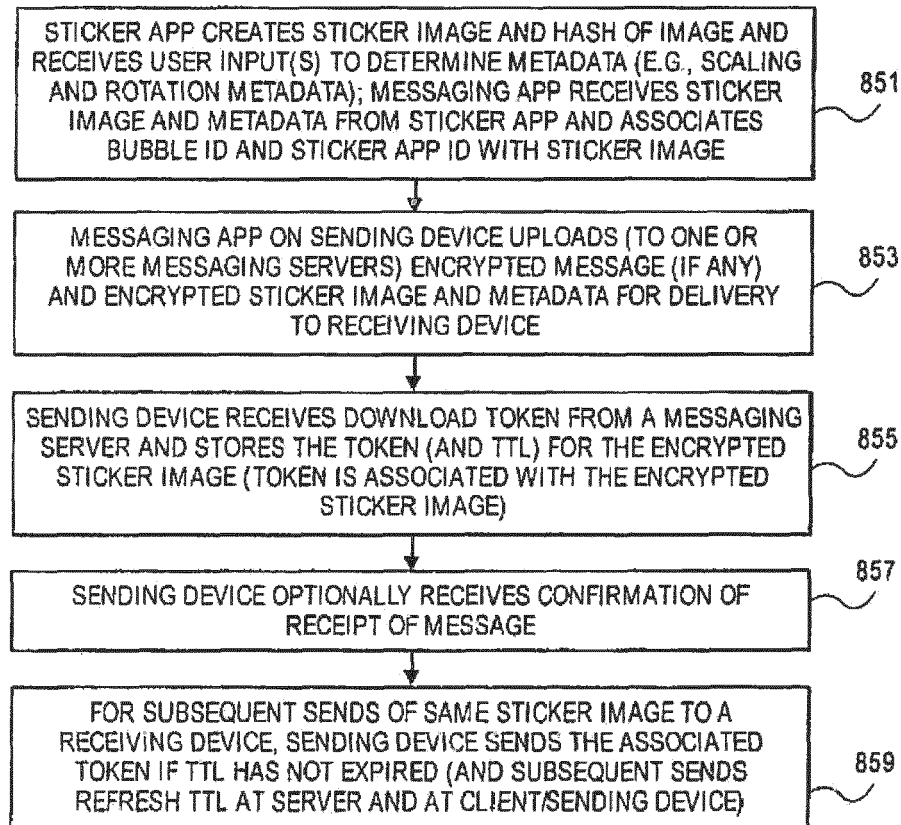 STICKER APP CREATES STICKER IMAGE AND HASH OF IMAGE AND
RECEIVES USER INPUT(S) TO DETERMINE METADATA (E.G., SCALING
AND ROTATION METADATA); MESSAGING APP RECEIVES STICKER
IMAGE AND METADATA FROM STICKER APP AND ASSOCIATES
BUBBLE ID AND STICKER APP ID WITH STICKER IMAGE
851
MESSAGING APP ON SENDING DEVICE UPLOADS (TO ONE OR
MORE MESSAGING SERVERS) ENCRYPTED MESSAGE (IF ANY)
AND ENCRYPTED STICKER IMAGE AND METADATA FOR DELIVERY
TO RECEIVING DEVICE
853
SENDING DEVICE RECEIVES DOWNLOAD TOKEN FROM A MESSAGING
SERVER AND STORES THE TOKEN (AND TTL) FOR THE ENCRYPTED
STICKER IMAGE (TOKEN IS ASSOCIATED WITH THE ENCRYPTED
STICKER IMAGE)
855
SENDING DEVICE OPTIONALLY RECEIVES CONFIRMATION OF
RECEIPT OF MESSAGE
857
FOR SUBSEQUENT SENDS OF SAME STICKER IMAGE TO A
RECEIVING DEVICE, SENDING DEVICE SENDS THE ASSOCIATED
TOKEN IF TTL HAS NOT EXPIRED (AND SUBSEQUENT SENDS
REFRESH TTL AT SERVER AND AT CLIENT/SENDING DEVICE)
859